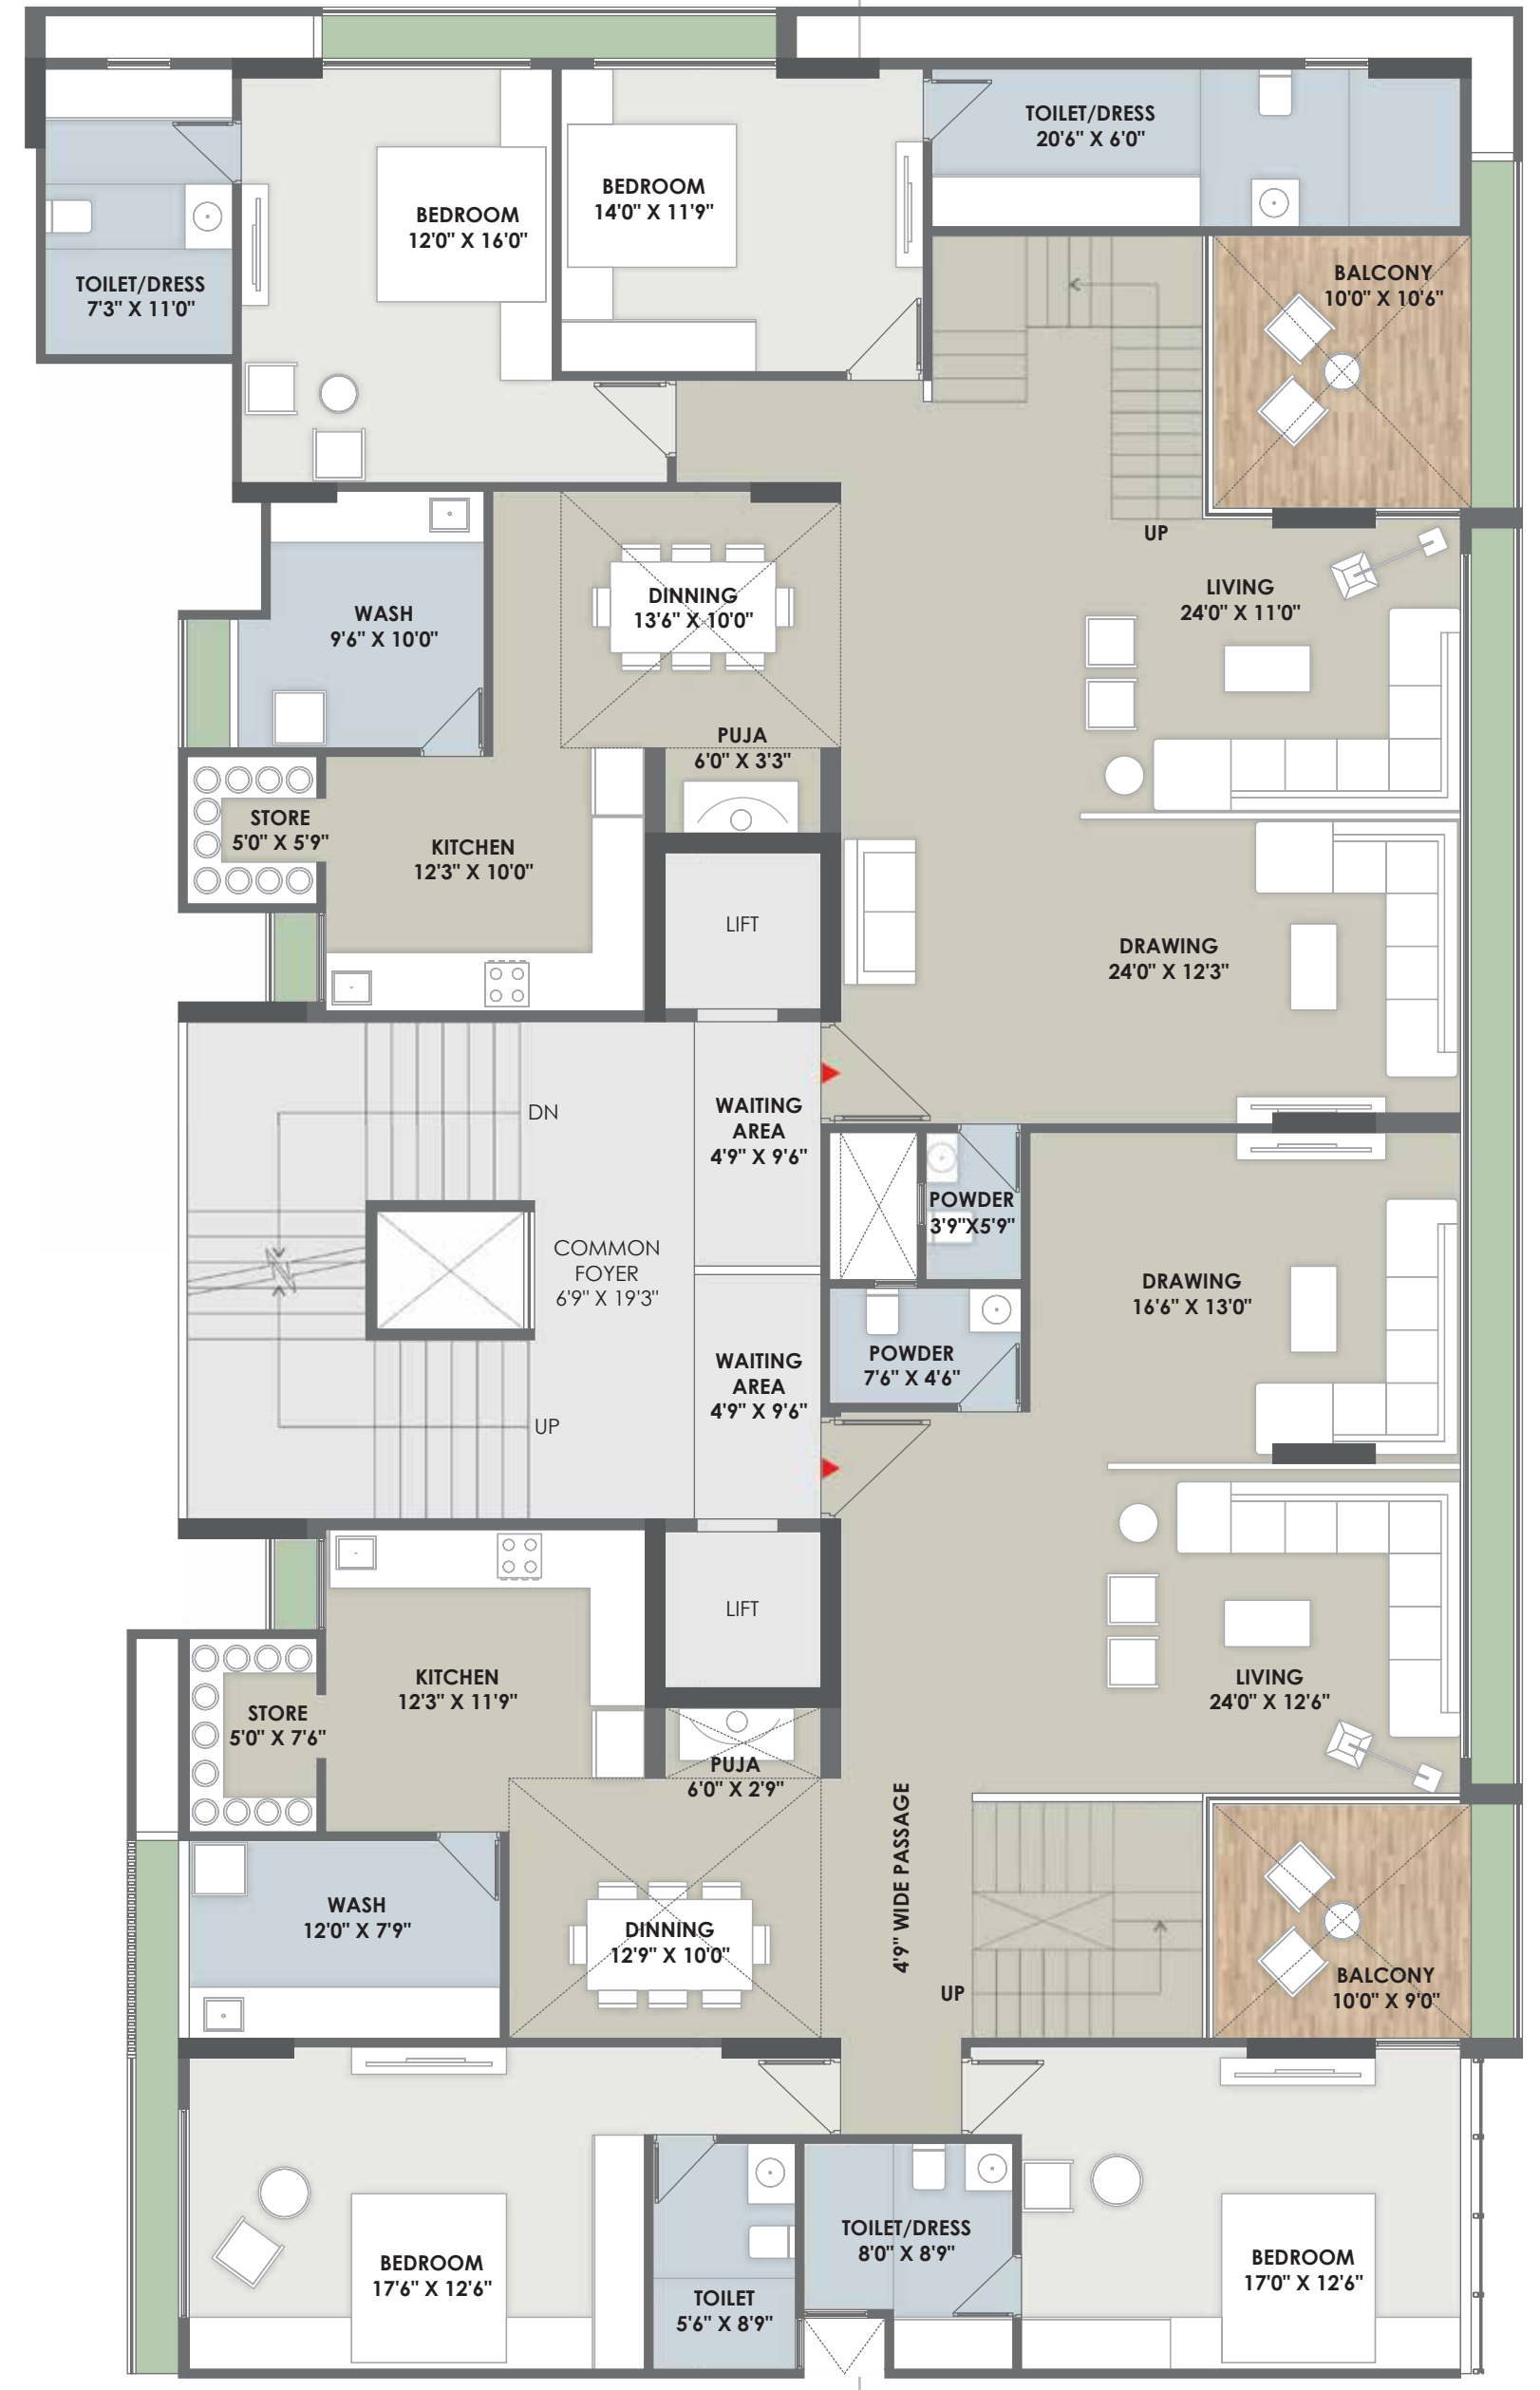 TOILET/DRESS
20'6" X 6'0"
BEDROOM
14'0" X 11'9"
BEDROOM
12'0" X 16'0"
TOILET/DRESS
7'3" X 11'0"
BALCONY
10'0" X 10'6"
UP
LIVING
24'0" X 11'0"
DINNING
13'6" X 10'0"
WASH
9'6" X 10'0"
PUJA
6'0" X 3'3"
STORE
5'0" X 5'9"
KITCHEN
12'3" X 10'0"
LIFT
DRAWING
24'0" X 12'3"
DN
WAITING
AREA
4'9" X 9'6"
POWDER
3'9"X5'9"
COMMON
FOYER
6'9" X 19'3"
DRAWING
16'6" X 13'0"
WAITING
AREA
4'9" X 9'6"
POWDER
7'6" X 4'6"
UP
LIFT
KITCHEN
12'3" X 11'9"
LIVING
24'0" X 12'6"
STORE
5'0" X 7'6"
PUJA
6'0" X 2'9"
4'9" WIDE PASSAGE
WASH
12'0" X 7'9"
DINNING
12'9" X 10'0"
UP
BALCONY
10'0" X 9'0"
TOILET/DRESS
8'0" X 8'9"
BEDROOM
17'6" X 12'6"
BEDROOM
17'0" X 12'6"
TOILET
5'6" X 8'9"